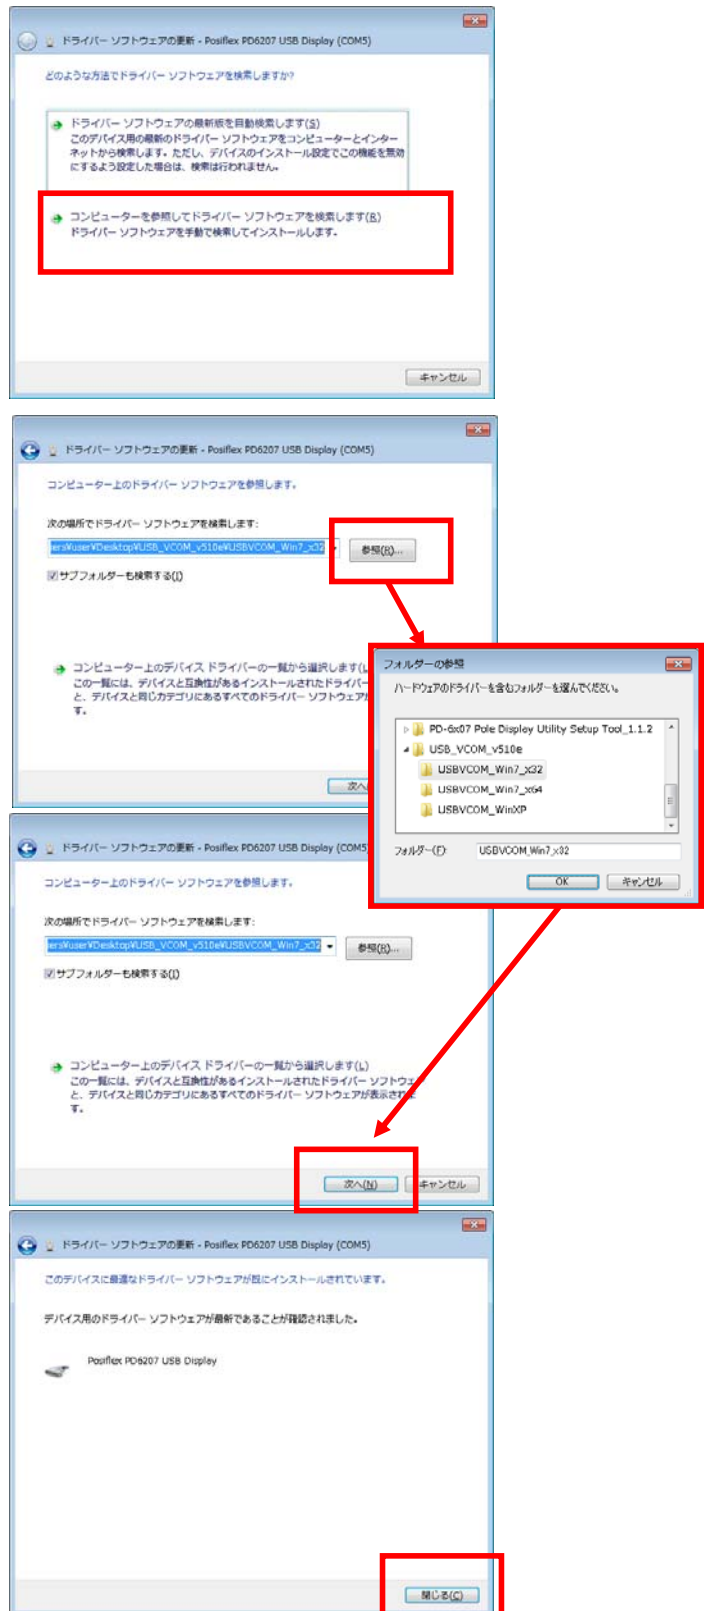 ドライバー ソフトウェアの更新 - Posiflex PD6207 USB Display (COM5)
どのような方法でドライバー ソフトウェアを検索しますか?
ドライバー ソフトウェアの最新版を自動検索します(S)
このデバイス用の最新のドライバー ソフトウェアをコンピューターとインター
ネットから検索します。ただし、デバイスのインストール設定でこの機能を無効
にするよう設定した場合は、検索は行われません。
コンピューターを参照してドライバー ソフトウェアを検索します(R)
ドライバー ソフトウェアを手動で検索してインストールします。
キャンセル
ドライバー ソフトウェアの更新 - Posiflex PD6207 USB Display (COM5)
コンピューター上のドライバー ソフトウェアを参照します。
次の場所でドライバー ソフトウェアを検索します:
ers¥user¥Desktop¥USB_VCOM_v510e¥USBVCOM_Win7_x32
参照(R)...
サブフォルダーも検索する(I)
コンピューター上のデバイス ドライバーの一覧から選択します(L
この一覧には、デバイスと互換性があるインストールされたドライバー
と、デバイスと同じカテゴリにあるすべてのドライバー ソフトウェアが
す。
次へ
フォルダーの参照
ハードウェアのドライバーを含むフォルダーを選んでください。
PD-6x07 Pole Display Utility Setup Tool_1.1.2
USB_VCOM_v510e
USBVCOM_Win7_x32
USBVCOM_Win7_x64
USBVCOM_WinXP
フォルダー(F):
USBVCOM_Win7_x32
OK
キャンセル
ドライバー ソフトウェアの更新 - Posiflex PD6207 USB Display (COM5
コンピューター上のドライバー ソフトウェアを参照します。
次の場所でドライバー ソフトウェアを検索します:
ers¥user¥Desktop¥USB_VCOM_v510e¥USBVCOM_Win7_x32
参照(R)...
サブフォルダーも検索する(I)
コンピューター上のデバイス ドライバーの一覧から選択します(L)
この一覧には、デバイスと互換性があるインストールされたドライバー ソフトウェア
と、デバイスと同じカテゴリにあるすべてのドライバー ソフトウェアが表示されま
す。
次へ(N)
キャンセル
ドライバー ソフトウェアの更新 - Posiflex PD6207 USB Display (COM5)
このデバイスに最適なドライバー ソフトウェアが既にインストールされています。
デバイス用のドライバー ソフトウェアが最新であることが確認されました。
Posiflex PD6207 USB Display
閉じる(C)